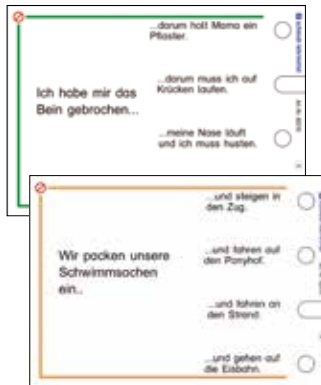 ...darum holt Mama ein
Pflaster.
Ich habe mir das
Bein gebrochen...
...darum muss ich auf
Krücken laufen.
...meine Nase läuft
und ich muss husten.
Wir packen unsere
Schwimmsachen
ein..
...und steigen in
den Zug.
...und fahren auf
den Ponyhof.
...und fahren an
den Strand.
...und gehen auf
die Eisbahn.